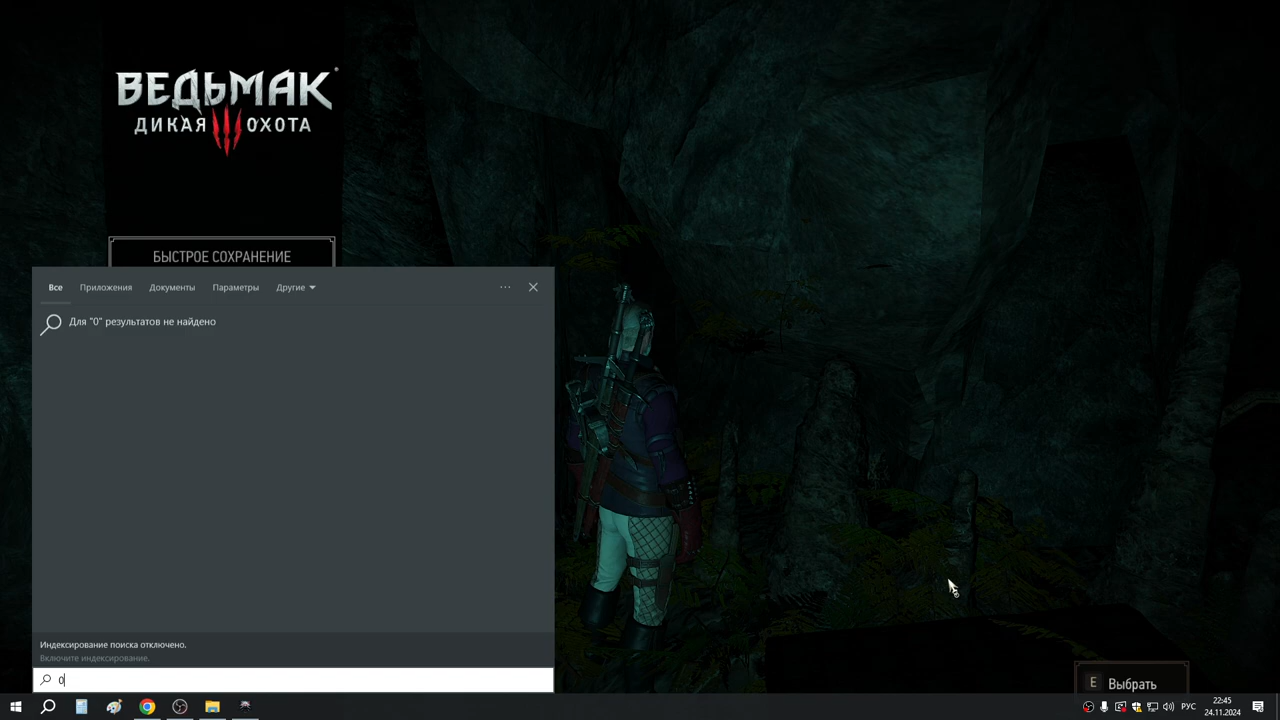 ВЕДЬМАК®
ДИКАЯ ОХОТА
БЫСТРОЕ СОХРАНЕНИЕ
Все Приложения Документы Параметры Другие
Для "0" результатов не найдено
Индексирование поиска отключено.
Включите индексирование.
0
E Выбрать
РУС
22:45
24.11.2024